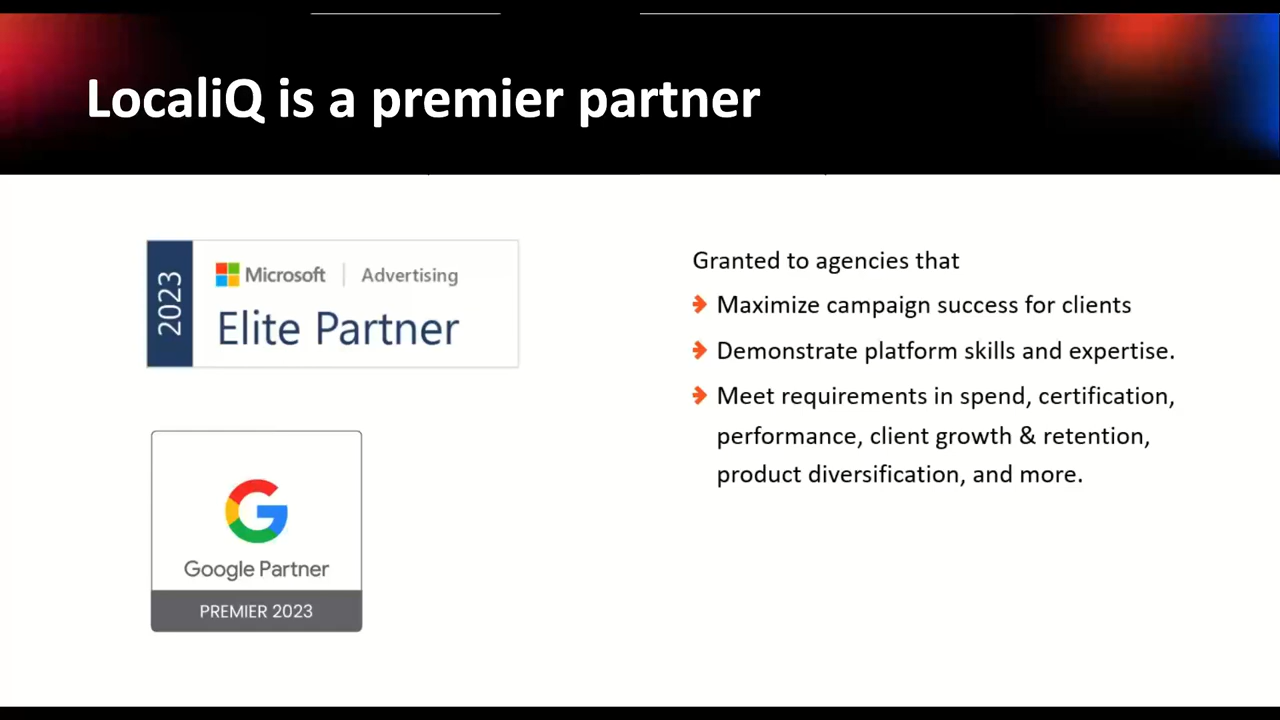 LocaliQ is a premier partner
2023
Microsoft | Advertising
Elite Partner
Google Partner
PREMIER 2023
Granted to agencies that
Maximize campaign success for clients
Demonstrate platform skills and expertise.
Meet requirements in spend, certification,
performance, client growth & retention,
product diversification, and more.